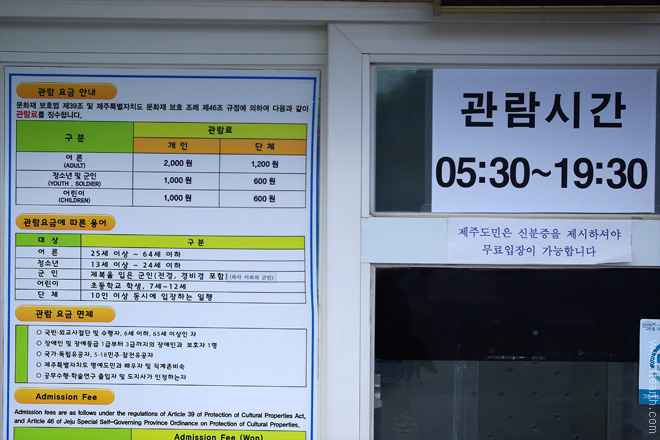 관람 요금 안내
문화재 보호법 제39조 및 제주특별자치도 문화재 보호 조례 제46조 규정에 의하여 다음과 같이
관람료를 징수합니다.
구 분 관람료
개 인 단 체
어 른 (ADULT) 2,000 원 1,200 원
청소년 및 군인 (YOUTH , SOLDIER) 1,000 원 600 원
어린이 (CHILDREN) 1,000 원 600 원
관람요금에 따른 용어
대 상 구 분
어 른 25세 이상 ~ 64세 이하
청소년 13세 이상 ~ 24세 이하
군 인 제복을 입은 군인(전경, 경비경 포함) (하사 이하의 군인)
어린이 초등학교 학생, 7세~12세
단 체 10인 이상 동시에 입장하는 일행
관람 요금 면제
○ 국빈·외교사절단 및 수행자, 6세 이하, 65세 이상인 자
○ 장애인 및 장애등급 1급부터 3급까지의 장애인과 보호자 1명
○ 국가·독립유공자, 5·18민주·참전유공자
○ 제주특별자치도 명예도민과 배우자 및 직계존비속
○ 공무수행·학술연구 출입자 및 도지사가 인정하는자
Admission Fee
Admission fees are as follows under the regulations of Article 39 of Protection of Cultural Properties Act,
and Article 46 of Jeju Special Self-Governing Province Ordinance on Protection of Cultural Properties.
Admission Fee (Won)
관람시간
05:30~19:30
제주도민은 신분증을 제시하셔야
무료입장이 가능합니다